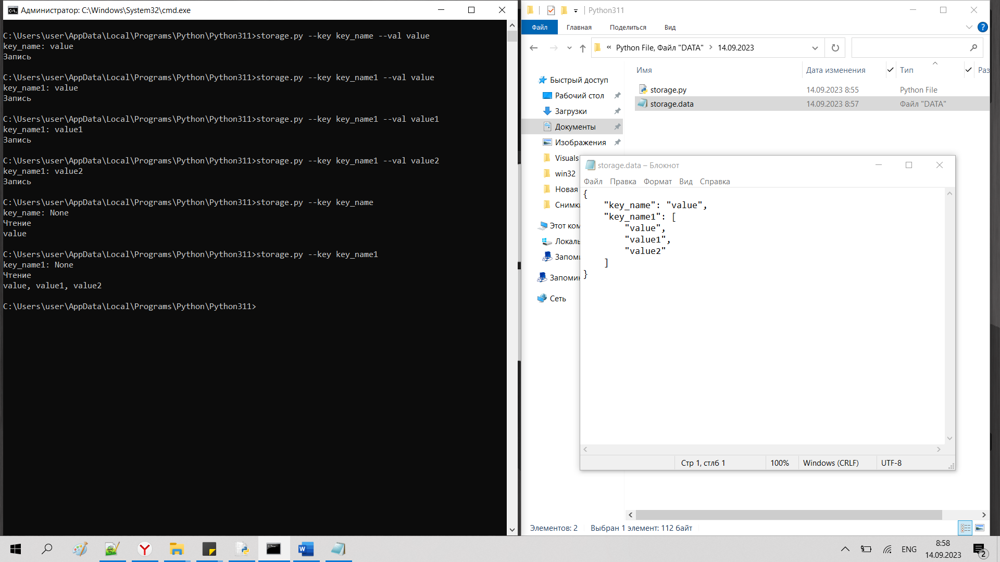 Администратор: C:\Windows\System32\cmd.exe
C:\Users\user\AppData\Local\Programs\Python\Python311>storage.py --key key_name --val value
key_name: value
Запись
C:\Users\user\AppData\Local\Programs\Python\Python311>storage.py --key key_name1 --val value
key_name1: value
Запись
C:\Users\user\AppData\Local\Programs\Python\Python311>storage.py --key key_name1 --val value1
key_name1: value1
Запись
C:\Users\user\AppData\Local\Programs\Python\Python311>storage.py --key key_name1 --val value2
key_name1: value2
Запись
C:\Users\user\AppData\Local\Programs\Python\Python311>storage.py --key key_name
key_name: None
Чтение
value
C:\Users\user\AppData\Local\Programs\Python\Python311>storage.py --key key_name1
key_name1: None
Чтение
value, value1, value2
C:\Users\user\AppData\Local\Programs\Python\Python311>
Python311
Файл Главная Поделиться Вид
« Python File, Файл "DATA" > 14.09.2023
Имя Дата изменения Тип Раз
storage.py 14.09.2023 8:55 Python File
storage.data 14.09.2023 8:57 Файл "DATA"
Быстрый доступ
Рабочий стол
Загрузки
Документы
Изображения
Visuals
win32
Новая
Снимк
Этот ком
Локаль
Запоми
Запомин
Сеть
storage.data – Блокнот
Файл Правка Формат Вид Справка
{
"key_name": "value",
"key_name1": [
"value",
"value1",
"value2"
]
}
Стр 1, стлб 1 100% Windows (CRLF) UTF-8
Элементов: 2 Выбран 1 элемент: 112 байт
ENG
8:58
14.09.2023
2